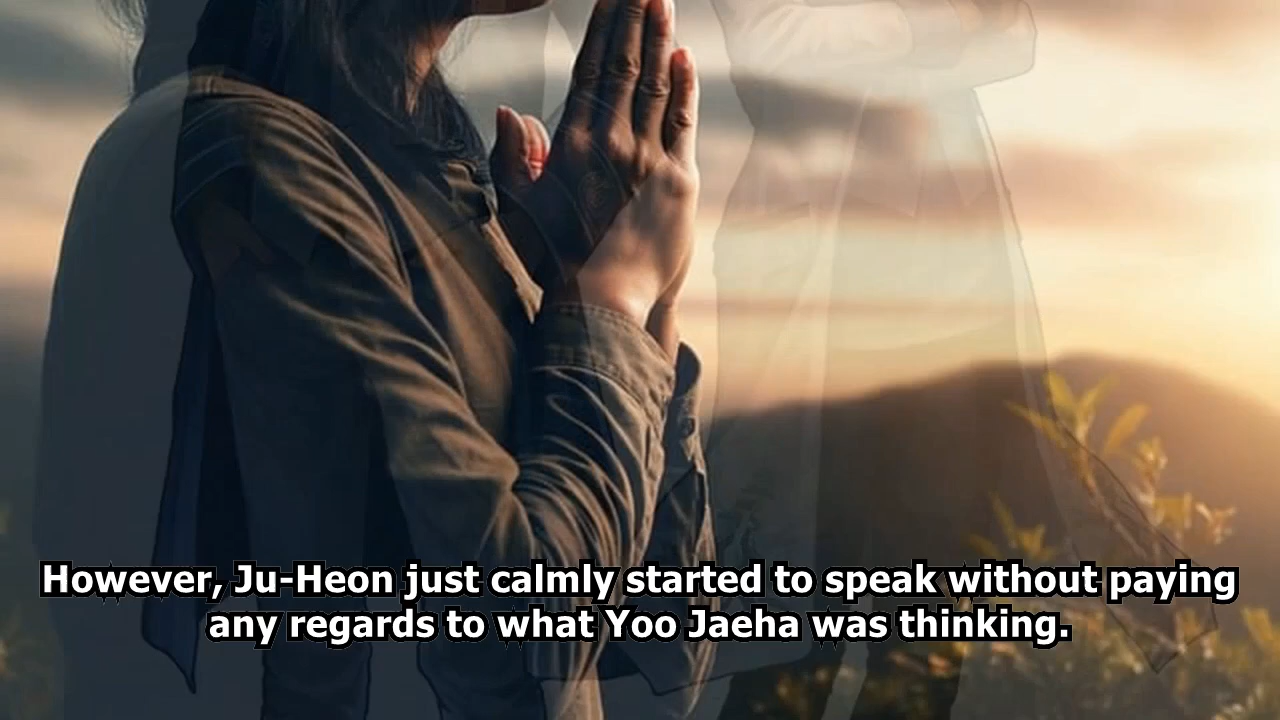 However, Ju-Heon just calmly started to speak without paying
any regards to what Yoo Jaeha was thinking.